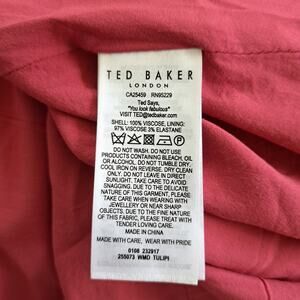 TED BAKER
LONDON
CA25459 RN95229
Ted Says,
"You look fabulous"
VISIT TED@tedbaker.com
SHELL: 100% VISCOSE, LINING:
97% VISCOSE 3% ELASTANE
DO NOT WASH. DO NOT USE
PRODUCTS CONTAINING BLEACH, OIL
OR ALCOHOL. DO NOT TUMBLE DRY.
COOL IRON ON REVERSE. DRY CLEAN
ONLY. DO NOT LEAVE IN DIRECT
SUNLIGHT. TAKE CARE TO AVOID
SNAGGING. DUE TO THE DELICATE
NATURE OF THIS GARMENT, PLEASE
TAKE CARE WHEN WEARING WITH
JEWELLARY OR NEAR SHARP
OBJECTS. DUE TO THE FINE NATURE
OF THIS FABRIC, PLEASE TREAT WITH
TENDER LOVING CARE.
MADE IN CHINA
MADE WITH CARE, WEAR WITH PRIDE
0108 232917
255073 WMD TULIPI